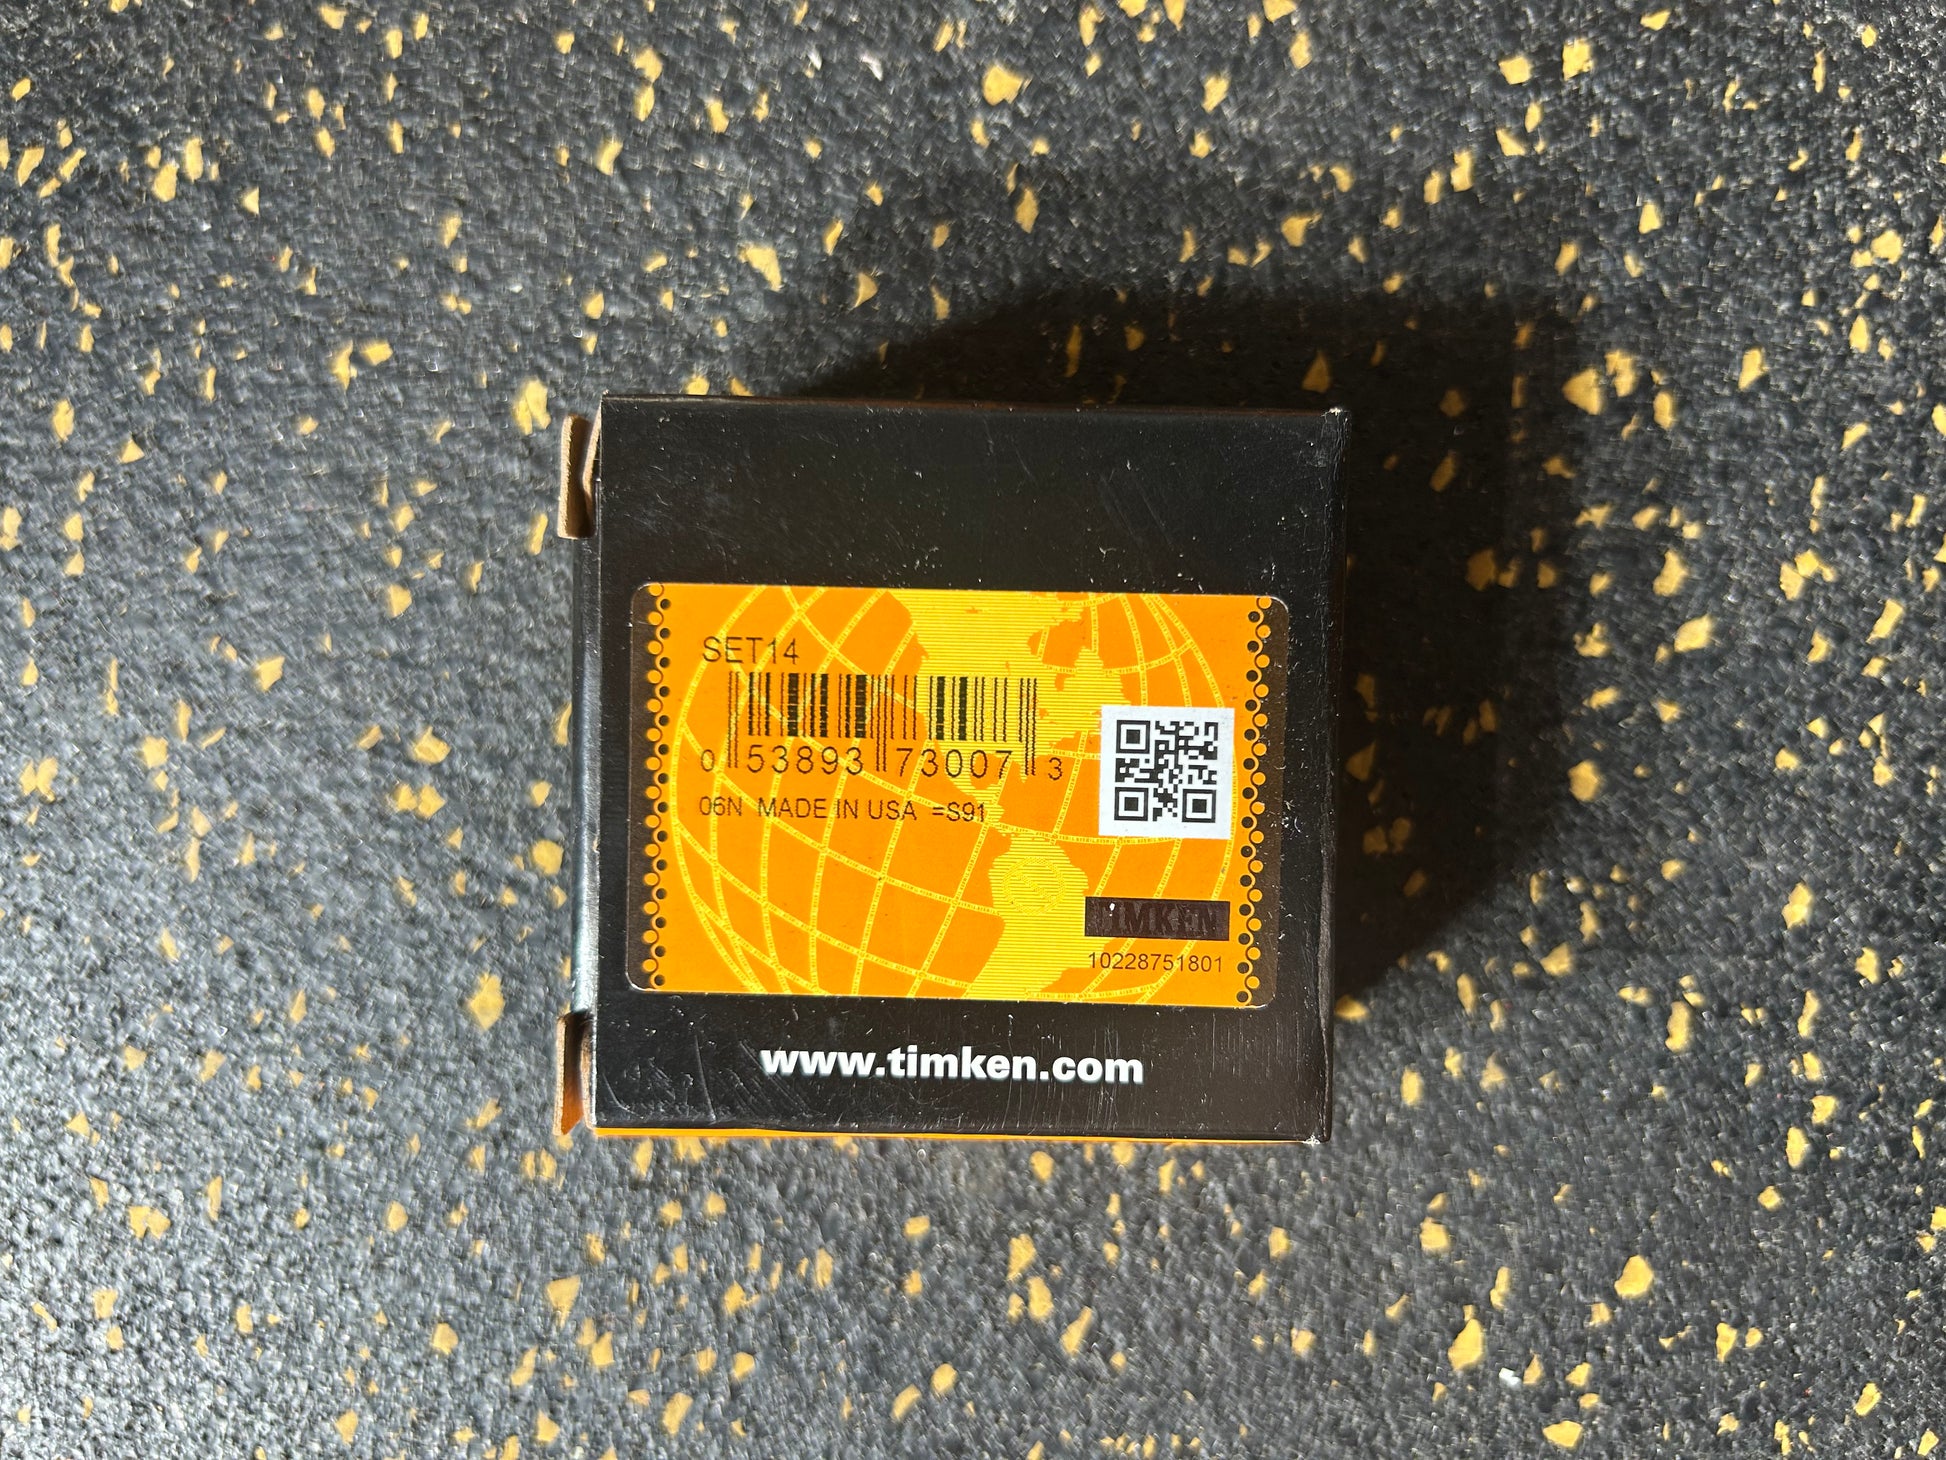 SET14
0 53893 73007 3
06N MADE IN USA =S91
TIMKEN
10228751801
www.timken.com